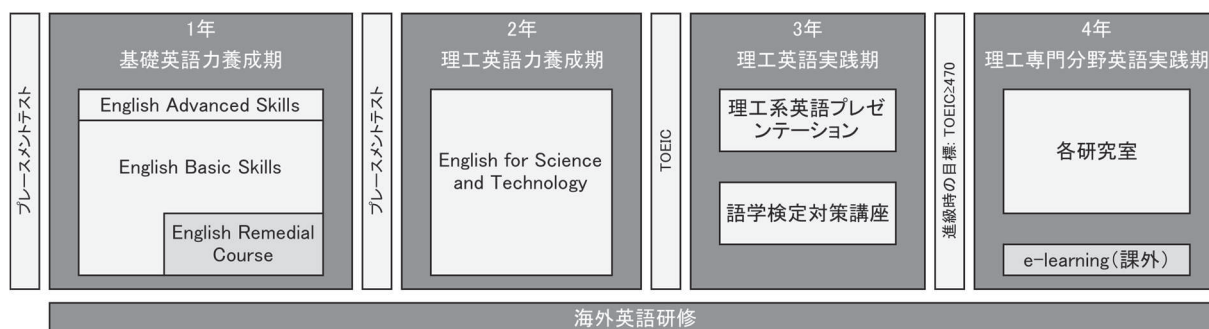 プレースメントテスト
1年
基礎英語力養成期
English Advanced Skills
English Basic Skills
English Remedial
Course
プレースメントテスト
2年
理工英語力養成期
English for Science
and Technology
TOEIC
3年
理工英語実践期
理工系英語プレゼ
ンテーション
語学検定対策講座
進級時の目標: TOEIC≥470
4年
理工専門分野英語実践期
各研究室
e-learning(課外)
海外英語研修